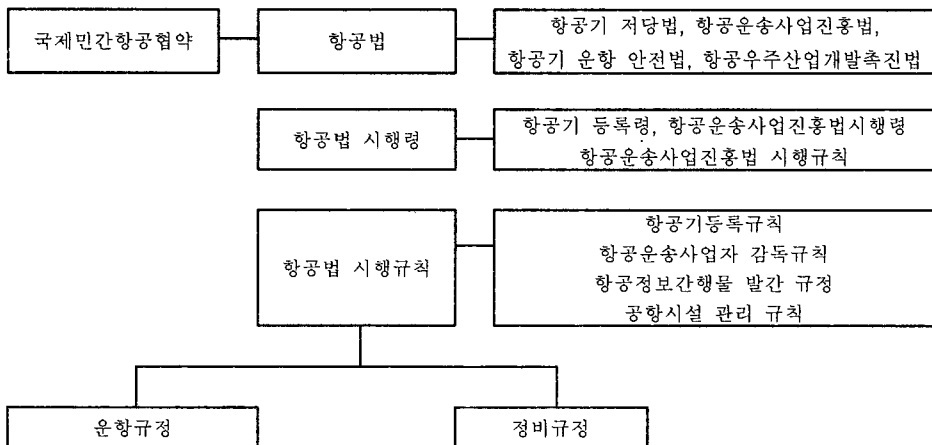 국제민간항공협약
항공법
항공기 저당법, 항공운송사업진흥법,
항공기 운항 안전법, 항공우주산업개발촉진법
항공법 시행령
항공기 등록령, 항공운송사업진흥법시행령
항공운송사업진흥법 시행규칙
항공법 시행규칙
항공기등록규칙
항공운송사업자 감독규칙
항공정보간행물 발간 규정
공항시설 관리 규칙
운항규정
정비규정